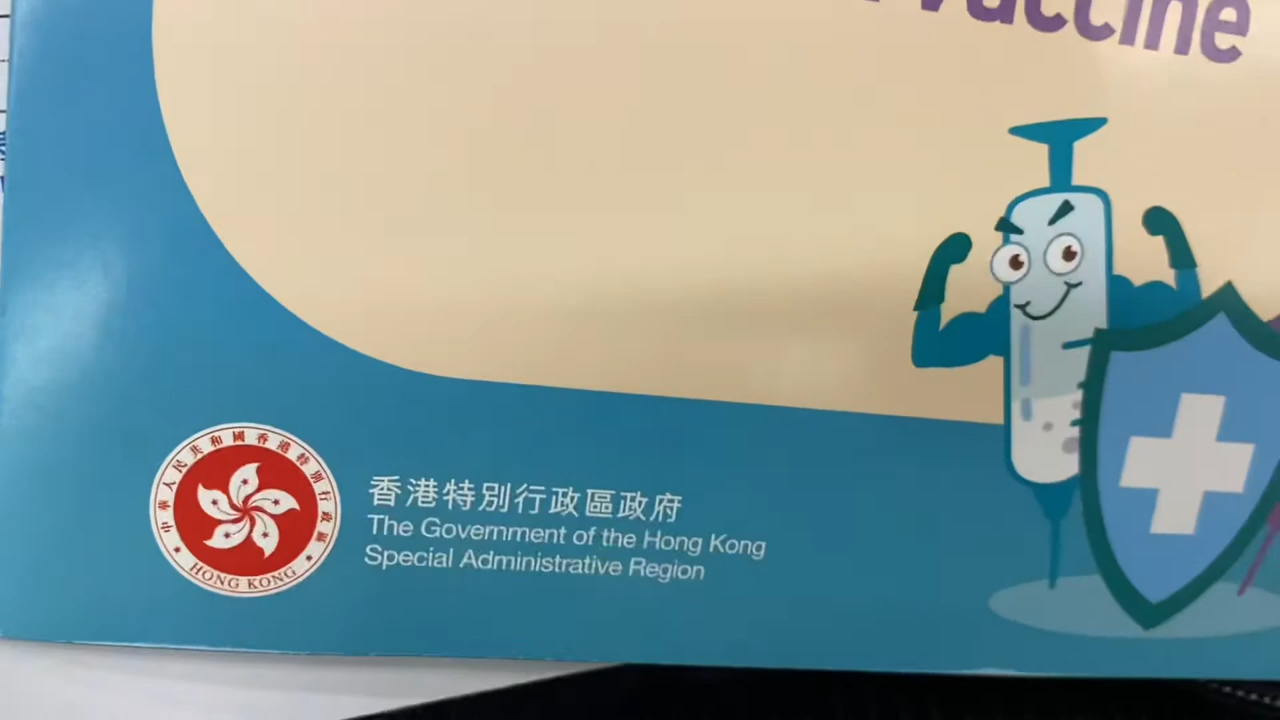 Vaccine
中華人民共和國香港特別行政區
HONG KONG
香港特別行政區政府
The Government of the Hong Kong
Special Administrative Region